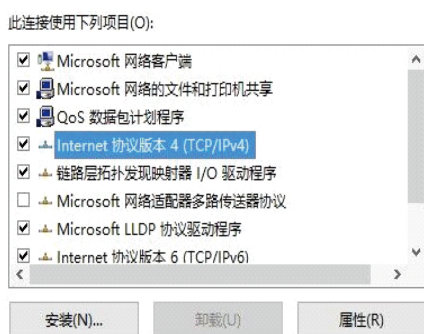 此连接使用下列项目(O):
Microsoft 网络客户端
Microsoft 网络的文件和打印机共享
QoS 数据包计划程序
Internet 协议版本 4 (TCP/IPv4)
链路层拓扑发现映射器 I/O 驱动程序
Microsoft 网络适配器多路传送器协议
Microsoft LLDP 协议驱动程序
Internet 协议版本 6 (TCP/IPv6)
安装(N)... 卸载(U) 属性(R)